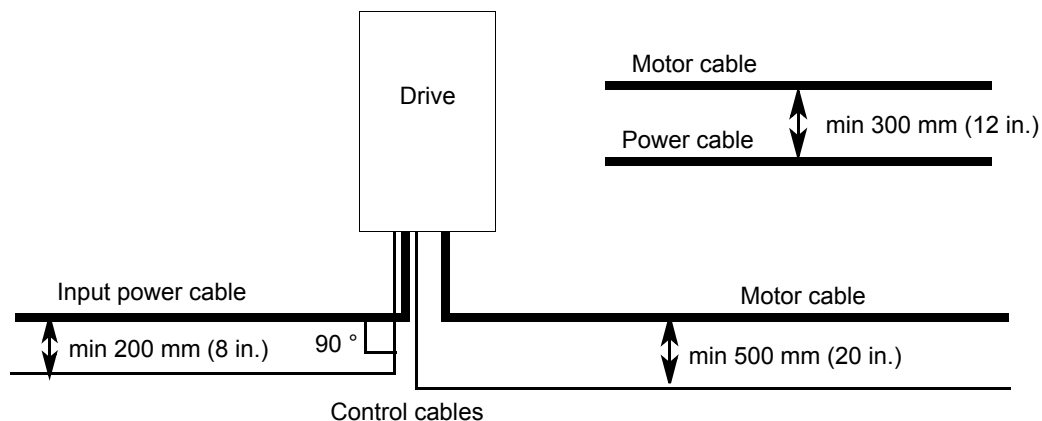 Motor cable
Drive
min 300 mm (12 in.)
Power cable
Input power cable
Motor cable
min 200 mm (8 in.)
90 °
min 500 mm (20 in.)
Control cables